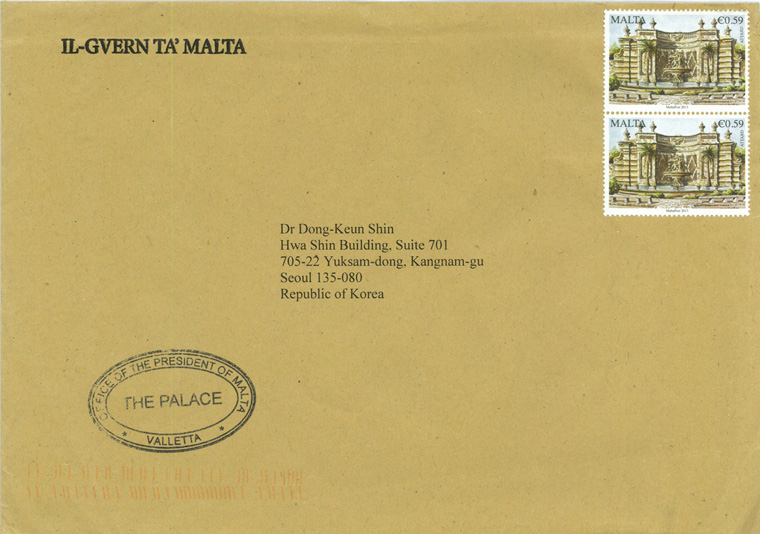 IL-GVERN TA' MALTA
MALTA €0.59
MALTA €0.59
Dr Dong-Keun Shin
Hwa Shin Building, Suite 701
705-22 Yuksam-dong, Kangnam-gu
Seoul 135-080
Republic of Korea
OFFICE OF THE PRESIDENT OF MALTA
THE PALACE
* VALLETTA *